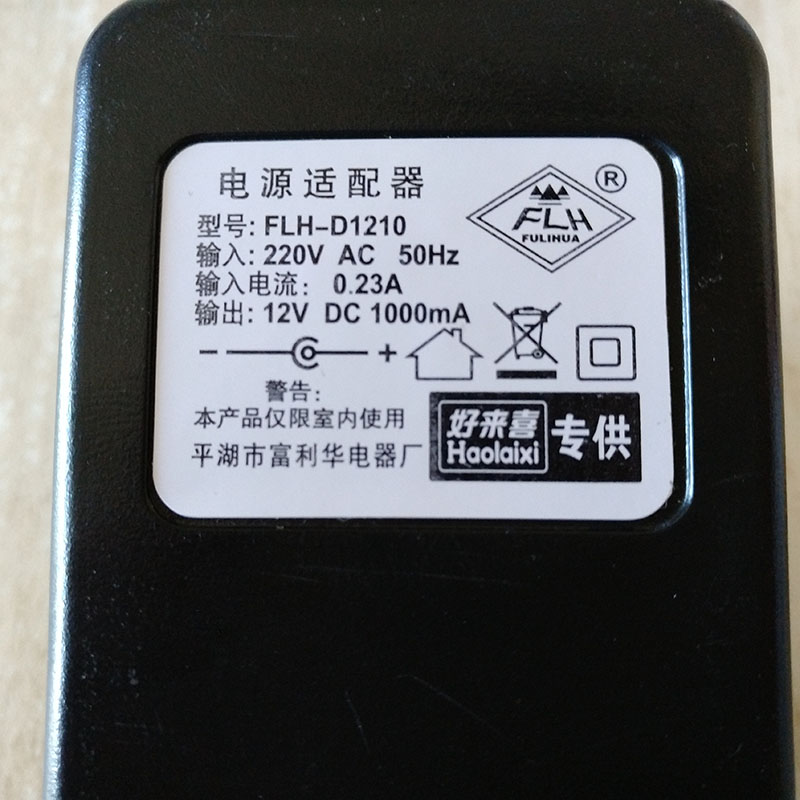 电源适配器
®
FLH
FULIHUA
型号: FLH-D1210
输入: 220V AC 50Hz
输入电流: 0.23A
输出: 12V DC 1000mA
- +
警告:
本产品仅限室内使用
平湖市富利华电器厂
好来喜
Haolaixi
专供